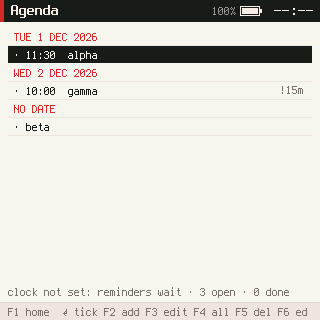 Agenda 100% --:--
TUE 1 DEC 2026
· 11:30 alpha
WED 2 DEC 2026
· 10:00 gamma !15m
NO DATE
· beta
clock not set: reminders wait · 3 open · 0 done
F1 home ↲ tick F2 add F3 edit F4 all F5 del F6 ed